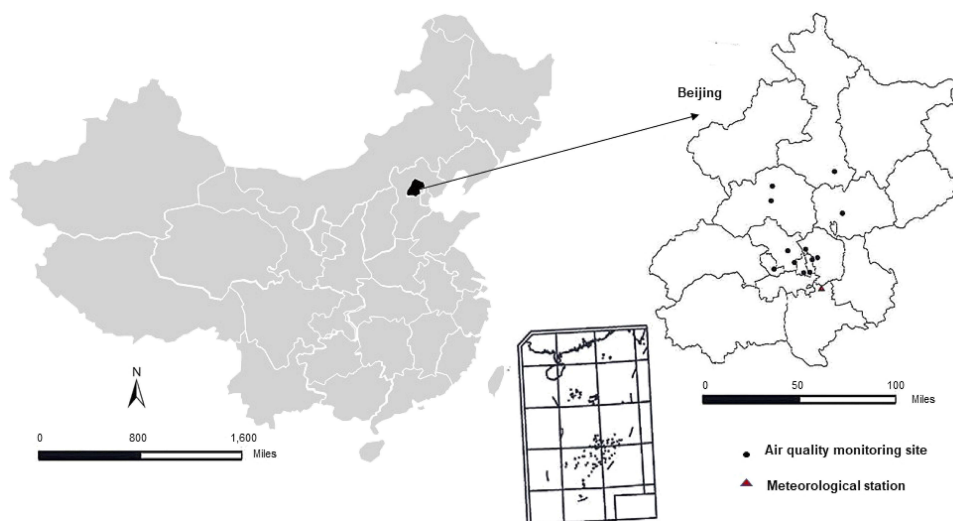 Beijing
N
0 800 1,600
Miles
0 50 100
Miles
Air quality monitoring site
Meteorological station